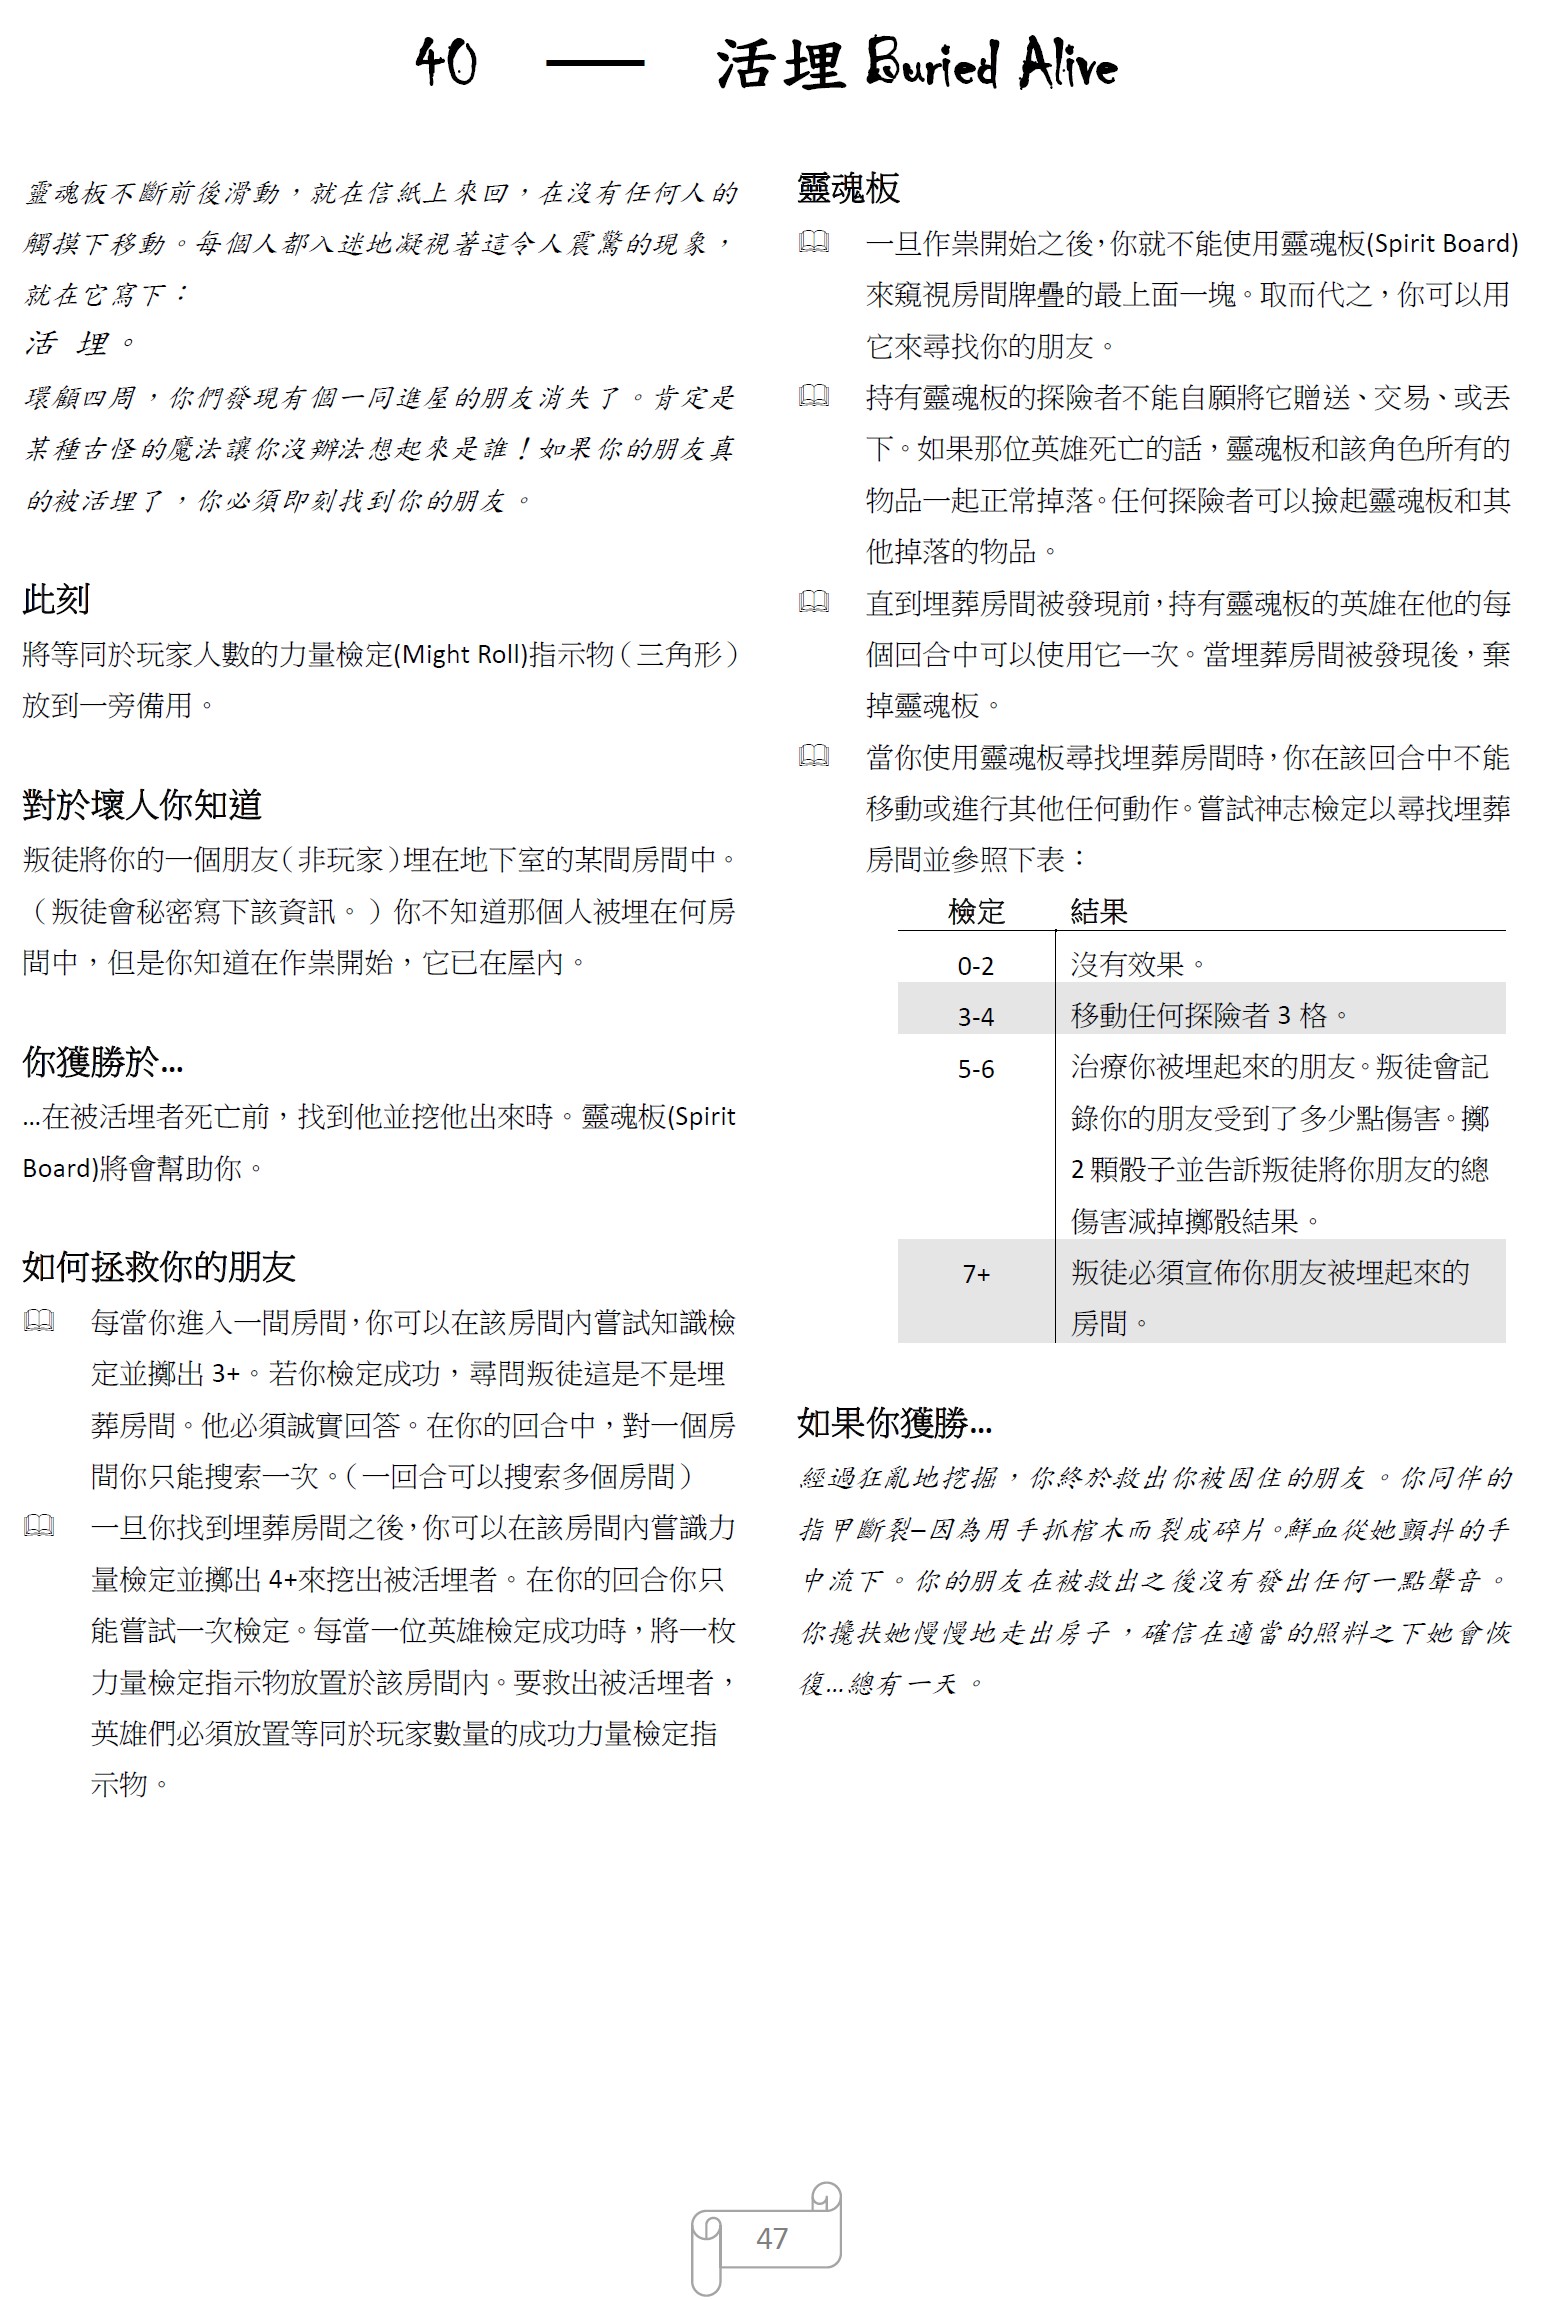 40 — 活埋 Buried Alive
靈魂板不斷前後滑動，就在信紙上來回，在沒有任何人的
觸摸下移動。每個人都入迷地凝視著這令人震驚的現象，
就在它寫下：
活 埋。
環顧四周，你們發現有個一同進屋的朋友消失了。肯定是
某種古怪的魔法讓你沒辦法想起來是誰！如果你的朋友真
的被活埋了，你必須即刻找到你的朋友。
此刻
將等同於玩家人數的力量檢定(Might Roll)指示物（三角形）
放到一旁備用。
對於壞人你知道
叛徒將你的一個朋友（非玩家）埋在地下室的某間房間中。
（叛徒會秘密寫下該資訊。）你不知道那個人被埋在何房
間中，但是你知道在作祟開始，它已在屋內。
你獲勝於…
…在被活埋者死亡前，找到他並挖他出來時。靈魂板(Spirit
Board)將會幫助你。
如何拯救你的朋友
每當你進入一間房間，你可以在該房間內嘗試知識檢
定並擲出 3+。若你檢定成功，尋問叛徒這是不是埋
葬房間。他必須誠實回答。在你的回合中，對一個房
間你只能搜索一次。（一回合可以搜索多個房間）
一旦你找到埋葬房間之後，你可以在該房間內嘗識力
量檢定並擲出 4+來挖出被活埋者。在你的回合你只
能嘗試一次檢定。每當一位英雄檢定成功時，將一枚
力量檢定指示物放置於該房間內。要救出被活埋者，
英雄們必須放置等同於玩家數量的成功力量檢定指
示物。
靈魂板
一旦作祟開始之後，你就不能使用靈魂板(Spirit Board)
來窺視房間牌疊的最上面一塊。取而代之，你可以用
它來尋找你的朋友。
持有靈魂板的探險者不能自願將它贈送、交易、或丟
下。如果那位英雄死亡的話，靈魂板和該角色所有的
物品一起正常掉落。任何探險者可以撿起靈魂板和其
他掉落的物品。
直到埋葬房間被發現前，持有靈魂板的英雄在他的每
個回合中可以使用它一次。當埋葬房間被發現後，棄
掉靈魂板。
當你使用靈魂板尋找埋葬房間時，你在該回合中不能
移動或進行其他任何動作。嘗試神志檢定以尋找埋葬
房間並參照下表：
檢定 結果
0-2 沒有效果。
3-4 移動任何探險者 3 格。
5-6 治療你被埋起來的朋友。叛徒會記
錄你的朋友受到了多少點傷害。擲
2 顆骰子並告訴叛徒將你朋友的總
傷害減掉擲骰結果。
7+ 叛徒必須宣佈你朋友被埋起來的
房間。
如果你獲勝…
經過狂亂地挖掘，你終於救出你被困住的朋友。你同伴的
指甲斷裂–因為用手抓棺木而裂成碎片。鮮血從她顫抖的手
中流下。你的朋友在被救出之後沒有發出任何一點聲音。
你攙扶她慢慢地走出房子，確信在適當的照料之下她會恢
復…總有一天。
47